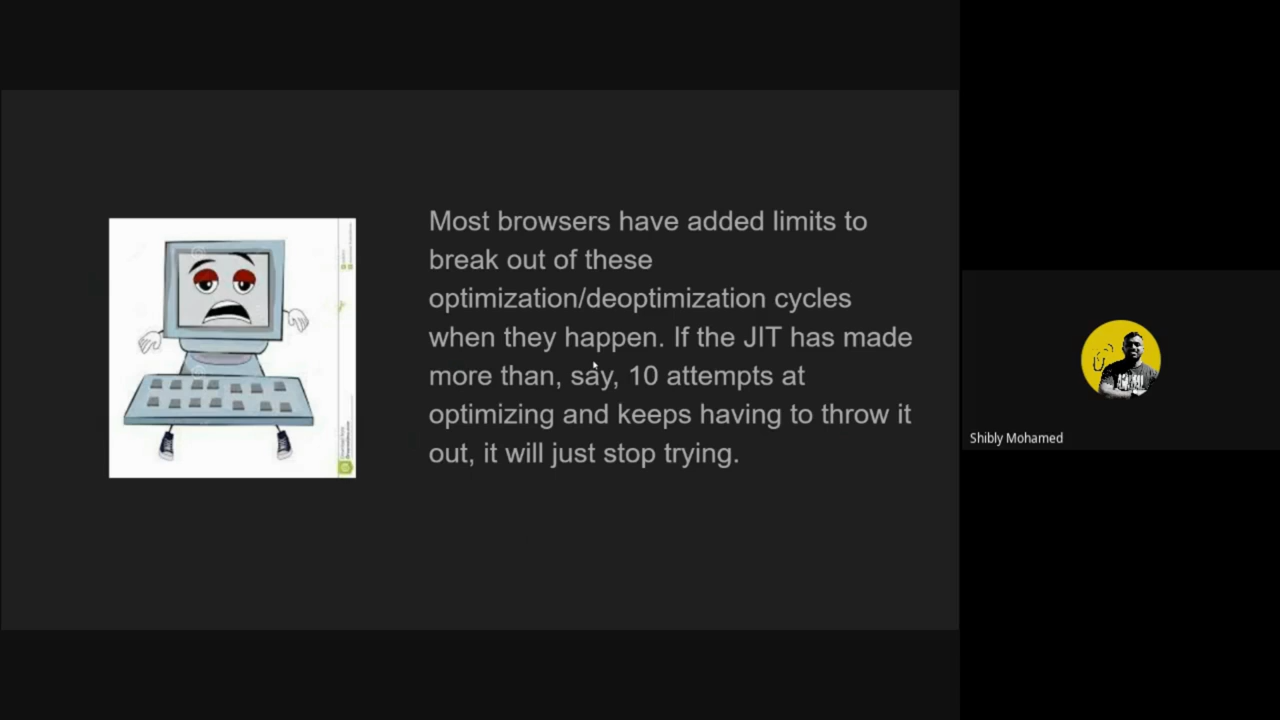 Most browsers have added limits to
break out of these
optimization/deoptimization cycles
when they happen. If the JIT has made
more than, say, 10 attempts at
optimizing and keeps having to throw it
out, it will just stop trying.
Shibly Mohamed